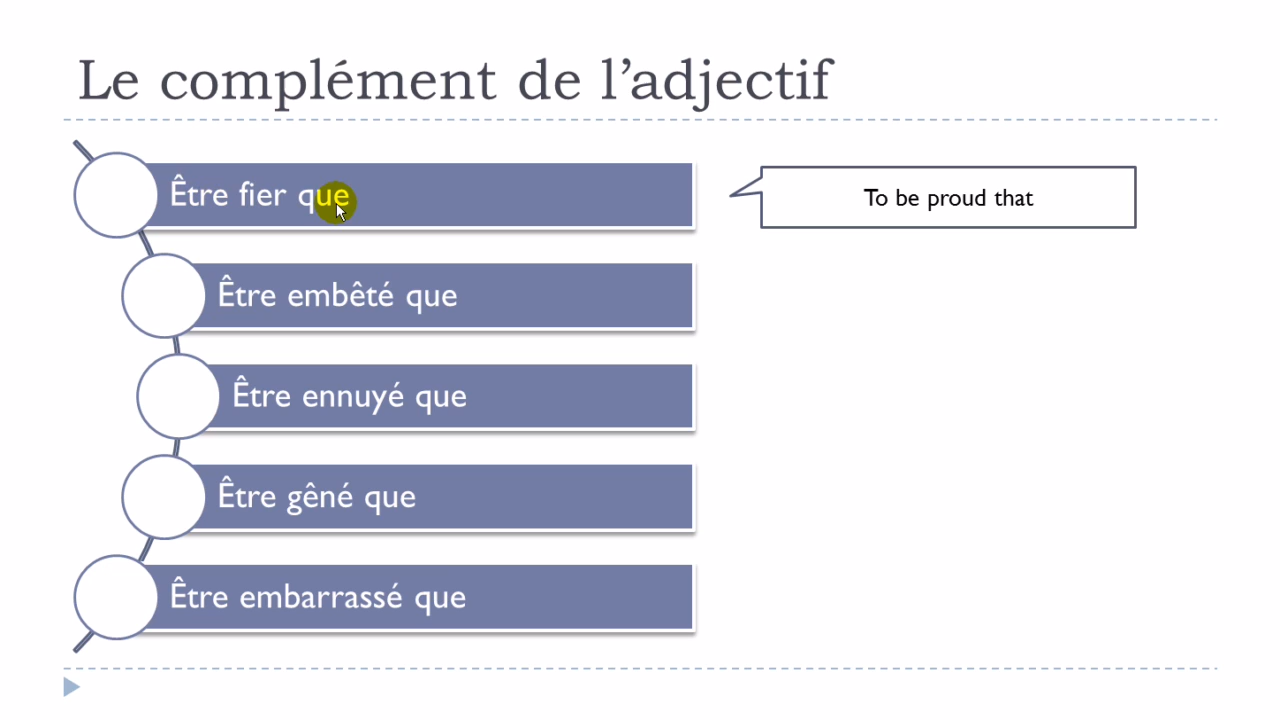 Le complément de l’adjectif
Être fier que
To be proud that
Être embêté que
Être ennuyé que
Être gêné que
Être embarrassé que